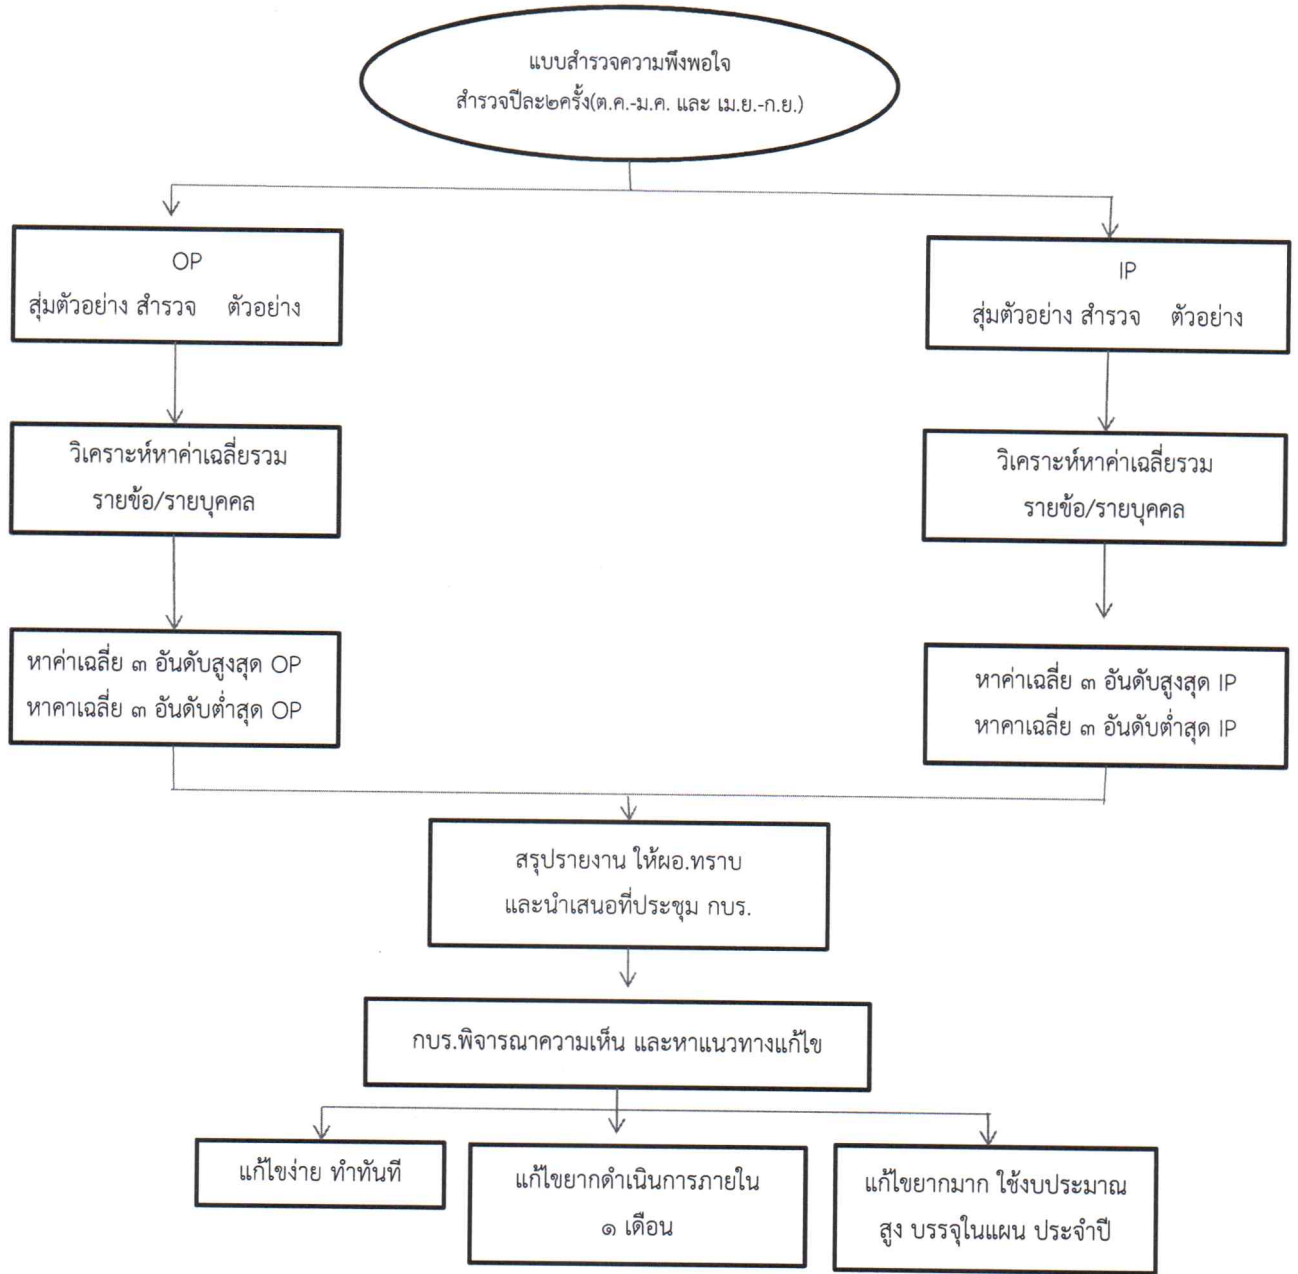 แบบสำรวจความพึงพอใจ
สำรวจปีละ๒ครั้ง(ต.ค.-ม.ค. และ เม.ย.-ก.ย.)
OP
สุ่มตัวอย่าง สำรวจ ตัวอย่าง
IP
สุ่มตัวอย่าง สำรวจ ตัวอย่าง
วิเคราะห์หาค่าเฉลี่ยรวม
รายข้อ/รายบุคคล
วิเคราะห์หาค่าเฉลี่ยรวม
รายข้อ/รายบุคคล
หาค่าเฉลี่ย ๓ อันดับสูงสุด OP
หาคาเฉลี่ย ๓ อันดับต่ำสุด OP
หาค่าเฉลี่ย ๓ อันดับสูงสุด IP
หาคาเฉลี่ย ๓ อันดับต่ำสุด IP
สรุปรายงาน ให้ผอ.ทราบ
และนำเสนอที่ประชุม กบร.
กบร.พิจารณาความเห็น และหาแนวทางแก้ไข
แก้ไขง่าย ทำทันที
แก้ไขยากดำเนินการภายใน
๑ เดือน
แก้ไขยากมาก ใช้งบประมาณ
สูง บรรจุในแผน ประจำปี